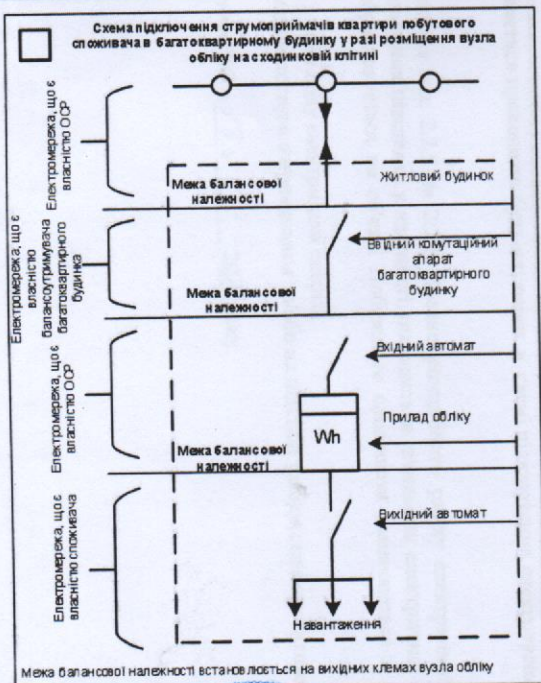 Схема підключення струмоприймачів квартири побутового
споживача в багатоквартирному будинку у разі розміщення вузла
обліку на сходинковій клітині
Електромережа, що є
власністю ОСР
Межа балансової
належності
Житловий будинок
Електромережа, що є
власністю
балансоутримувача
багатоквартирного
будинка
Ввідний комутаційний
апарат
багатоквартирного
будинку
Межа балансової
належності
Електромережа, що є
власністю ОСР
Вхідний автомат
Wh
Прилад обліку
Межа балансової
належності
Електромережа, що є
власністю споживача
Вихідний автомат
Навантаження
Межа балансової належності встановлюється на вихідних клемах вузла обліку